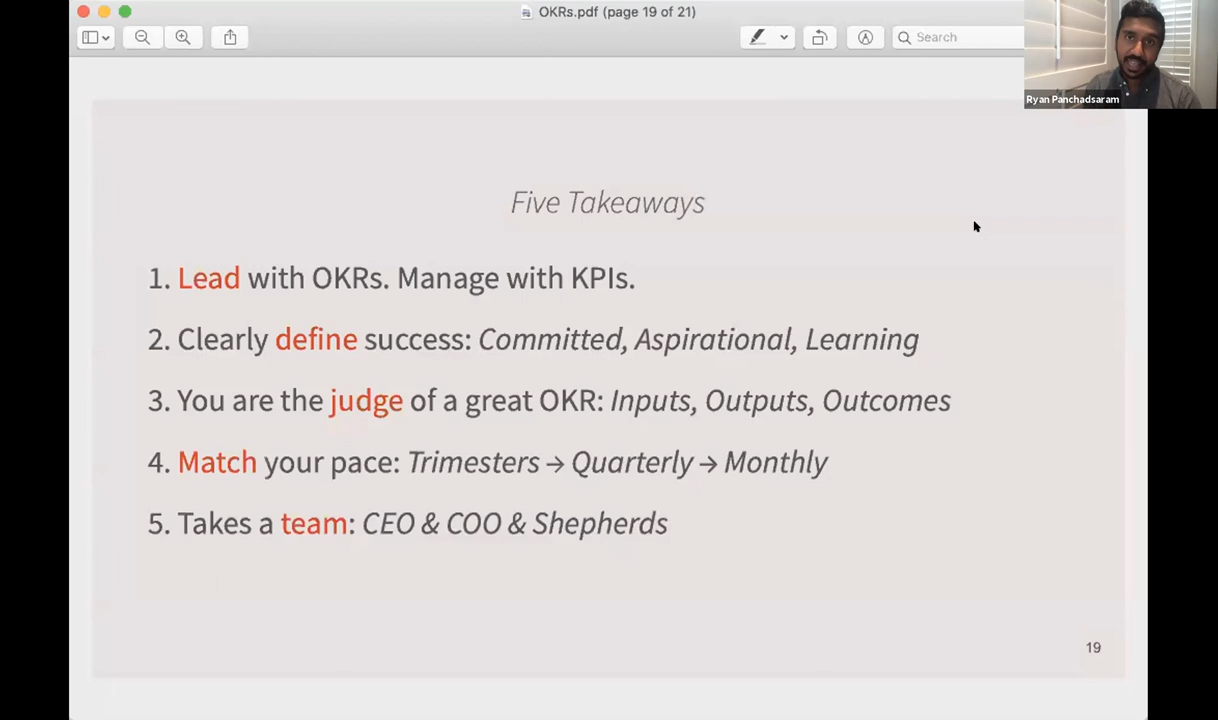 OKRs.pdf (page 19 of 21)
Search
Ryan Panchadsaram
Five Takeaways
1. Lead with OKRs. Manage with KPIs.
2. Clearly define success: Committed, Aspirational, Learning
3. You are the judge of a great OKR: Inputs, Outputs, Outcomes
4. Match your pace: Trimesters → Quarterly → Monthly
5. Takes a team: CEO & COO & Shepherds
19